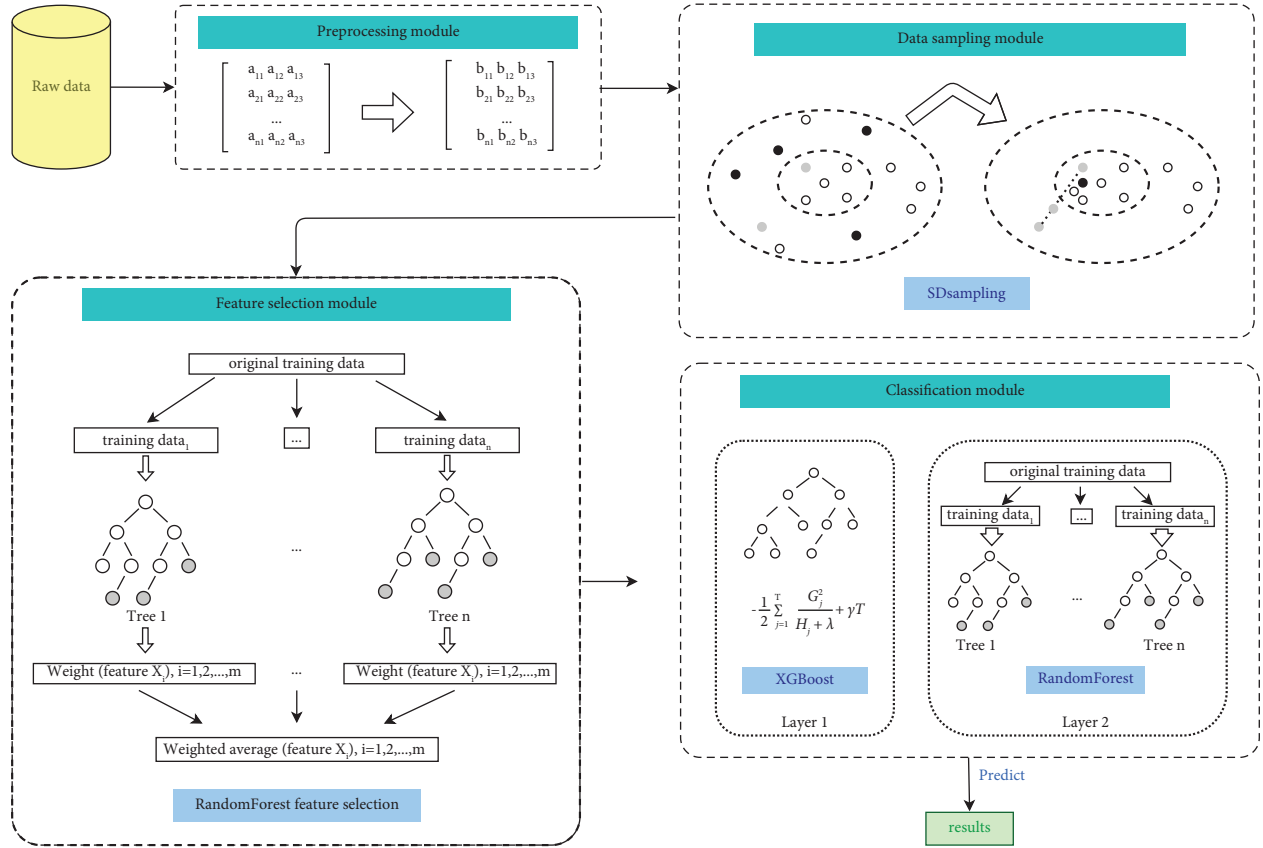 Raw data
Preprocessing module
a11 a12 a13
a21 a22 a23
...
an1 an2 an3
b11 b12 b13
b21 b22 b23
...
bn1 bn2 bn3
Data sampling module
SDsampling
Feature selection module
original training data
training data1
...
training datan
...
Tree 1
Tree n
Weight (feature Xi), i=1,2,...,m
...
Weight (feature Xi), i=1,2,...,m
Weighted average (feature Xi), i=1,2,...,m
RandomForest feature selection
Classification module
-1/2 ∑_{j=1}^{T} G_j^2/(H_j + λ) + γT
XGBoost
Layer 1
original training data
training data1
...
training datan
...
Tree 1
Tree n
RandomForest
Layer 2
Predict
results